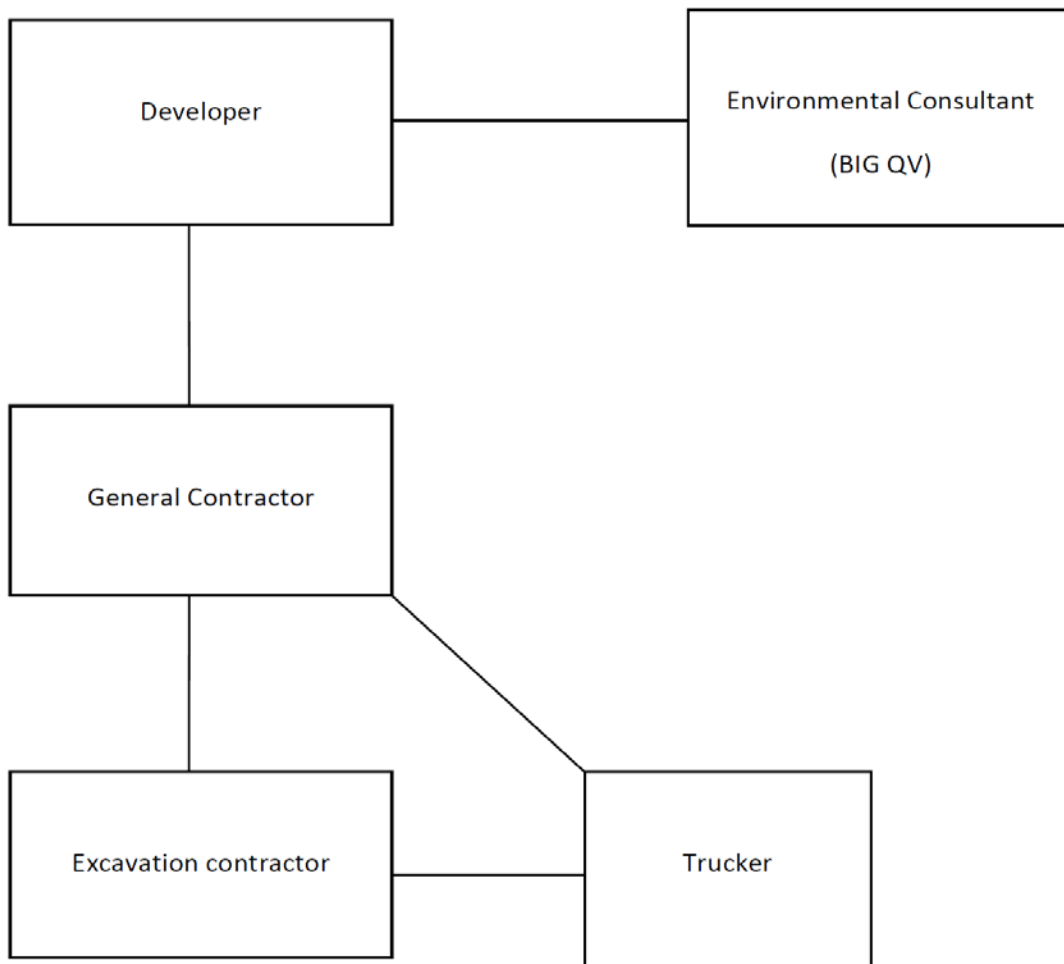 Developer
Environmental Consultant
(BIG QV)
General Contractor
Excavation contractor
Trucker